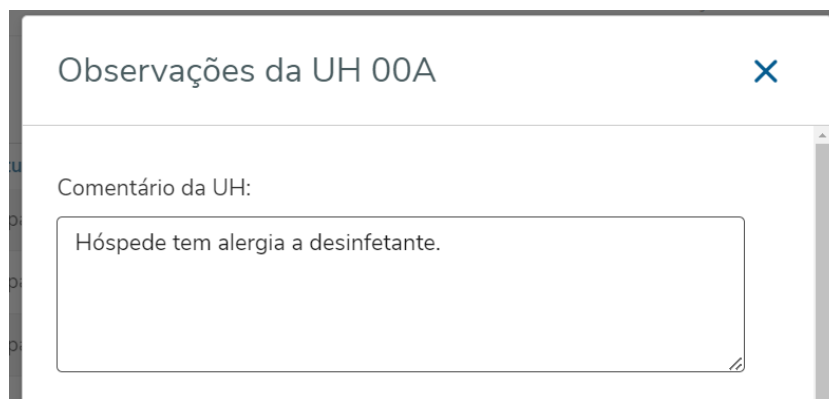 Observações da UH 00A
Comentário da UH:
Hóspede tem alergia a desinfetante.